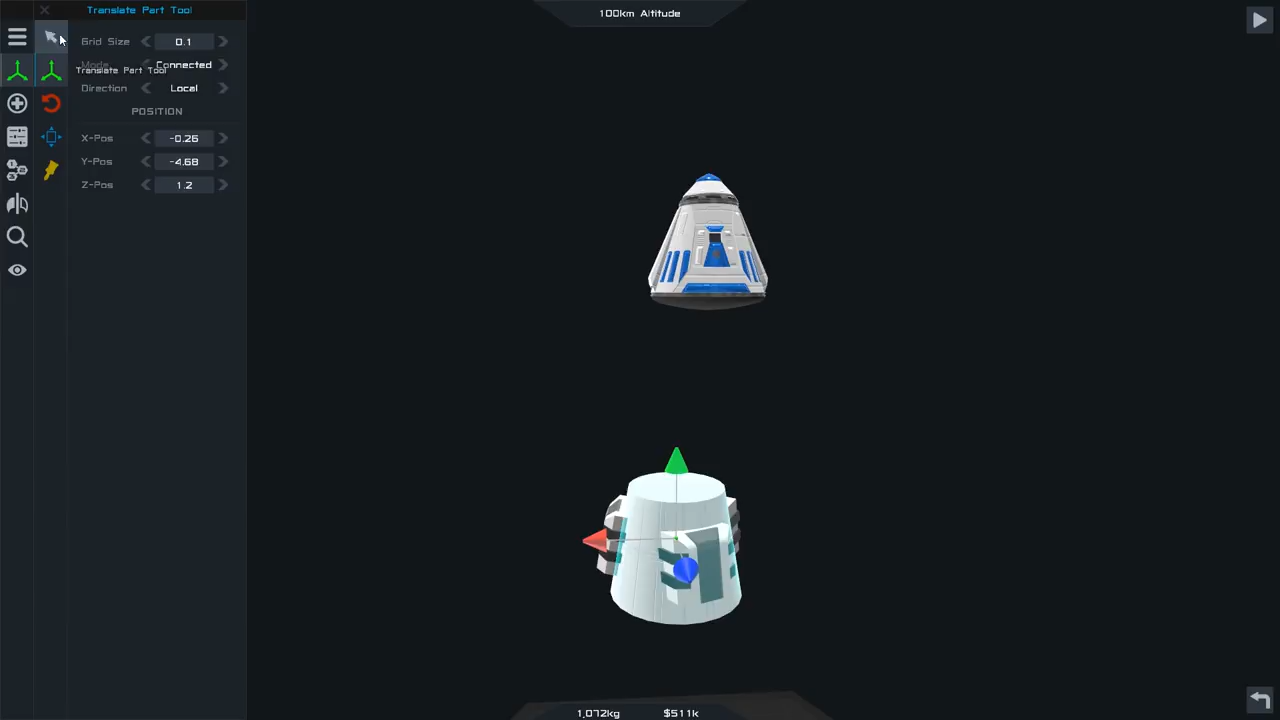 Translate Part Tool
100km Altitude
Grid Size 0.1
Mode Connected
Translate Part Tool
Direction Local
POSITION
X-Pos -0.26
Y-Pos -4.68
Z-Pos 1.2
1,072kg $511k